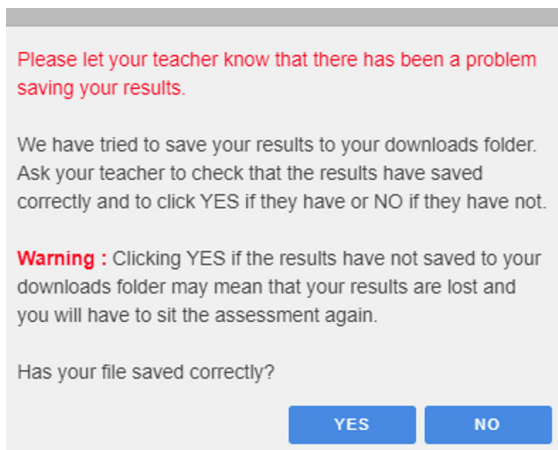 Please let your teacher know that there has been a problem
saving your results.
We have tried to save your results to your downloads folder.
Ask your teacher to check that the results have saved
correctly and to click YES if they have or NO if they have not.
Warning : Clicking YES if the results have not saved to your
downloads folder may mean that your results are lost and
you will have to sit the assessment again.
Has your file saved correctly?
YES NO